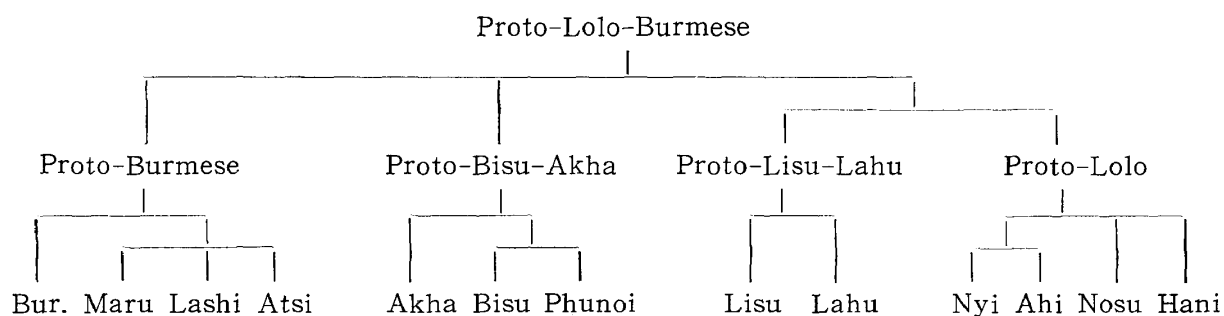 Proto-Lolo-Burmese
Proto-Burmese Proto-Bisu-Akha Proto-Lisu-Lahu Proto-Lolo
Bur. Maru Lashi Atsi Akha Bisu Phunoi Lisu Lahu Nyi Ahi Nosu Hani